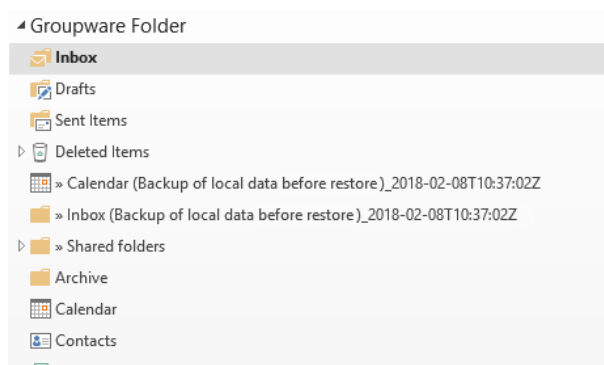 Groupware Folder
Inbox
Drafts
Sent Items
Deleted Items
» Calendar (Backup of local data before restore)_2018-02-08T10:37:02Z
» Inbox (Backup of local data before restore)_2018-02-08T10:37:02Z
» Shared folders
Archive
Calendar
Contacts